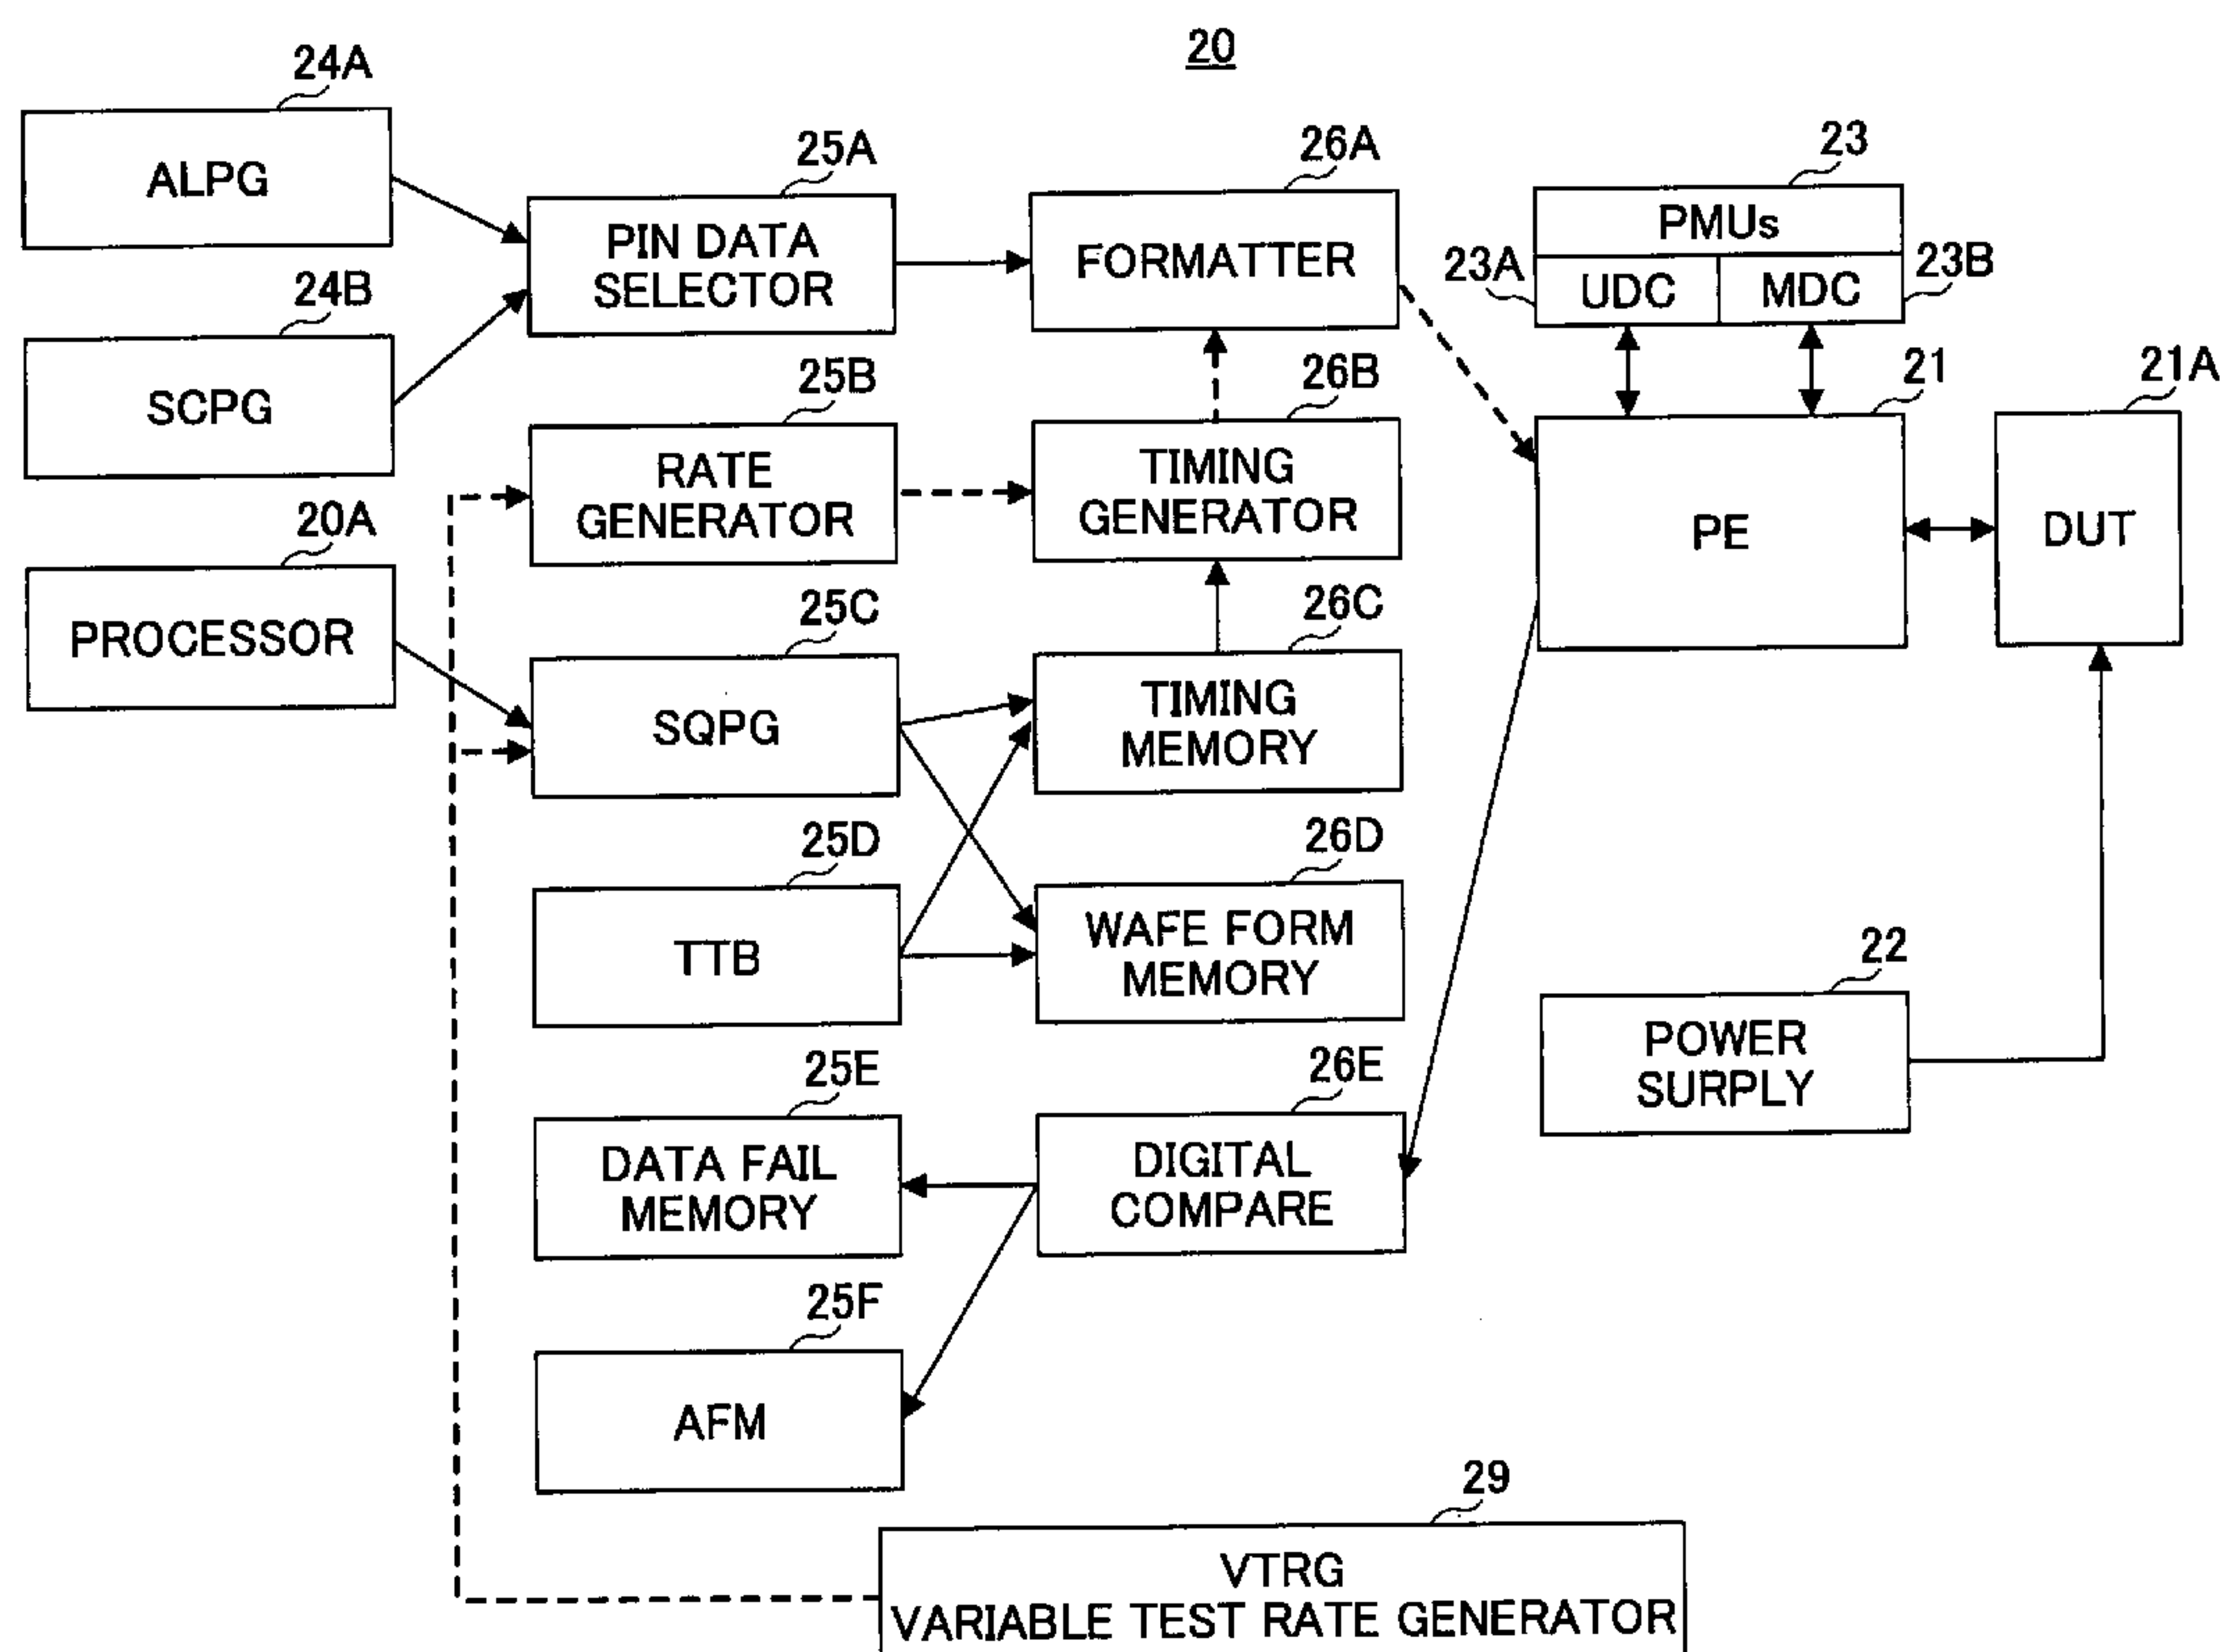 20
24A
ALPG
24B
SCPG
20A
PROCESSOR
25A
PIN DATA
SELECTOR
25B
RATE
GENERATOR
25C
SQPG
25D
TTB
25E
DATA FAIL
MEMORY
25F
AFM
26A
FORMATTER
26B
TIMING
GENERATOR
26C
TIMING
MEMORY
26D
WAFE FORM
MEMORY
26E
DIGITAL
COMPARE
23
PMUs
23A
UDC
MDC
23B
21
PE
21A
DUT
22
POWER
SURPLY
29
VTRG
VARIABLE TEST RATE GENERATOR